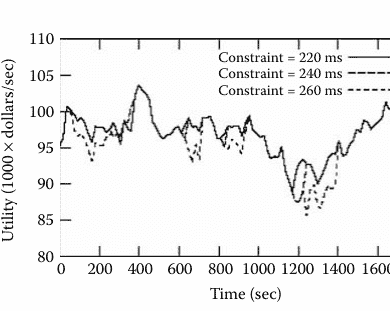 110
105
100
95
90
85
80
Utility (1000 × dollars/sec)
Constraint = 220 ms
Constraint = 240 ms
Constraint = 260 ms
0 200 400 600 800 1000 1200 1400
Time (sec)